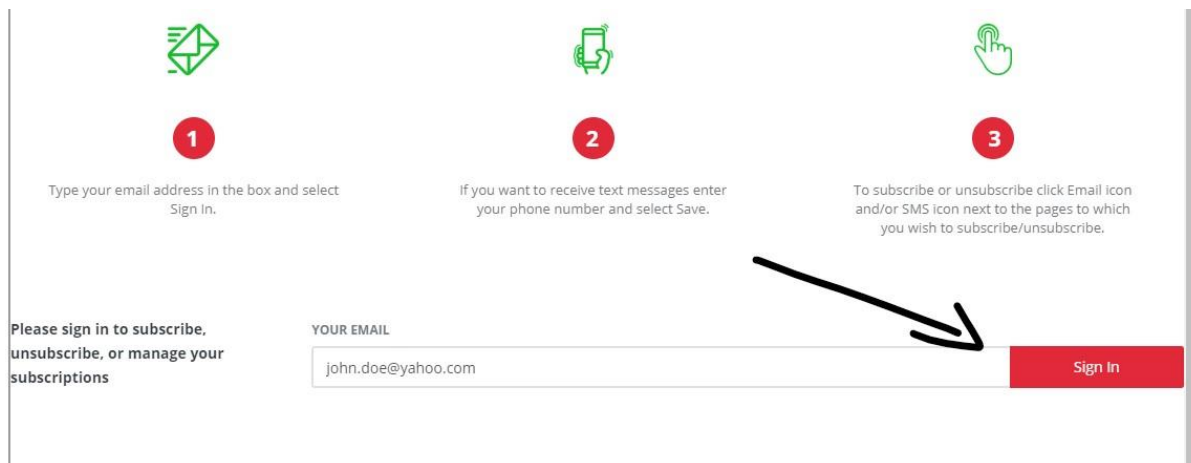 1
Type your email address in the box and select
Sign In.
2
If you want to receive text messages enter
your phone number and select Save.
3
To subscribe or unsubscribe click Email icon
and/or SMS icon next to the pages to which
you wish to subscribe/unsubscribe.
Please sign in to subscribe,
unsubscribe, or manage your
subscriptions
YOUR EMAIL
john.doe@yahoo.com
Sign In